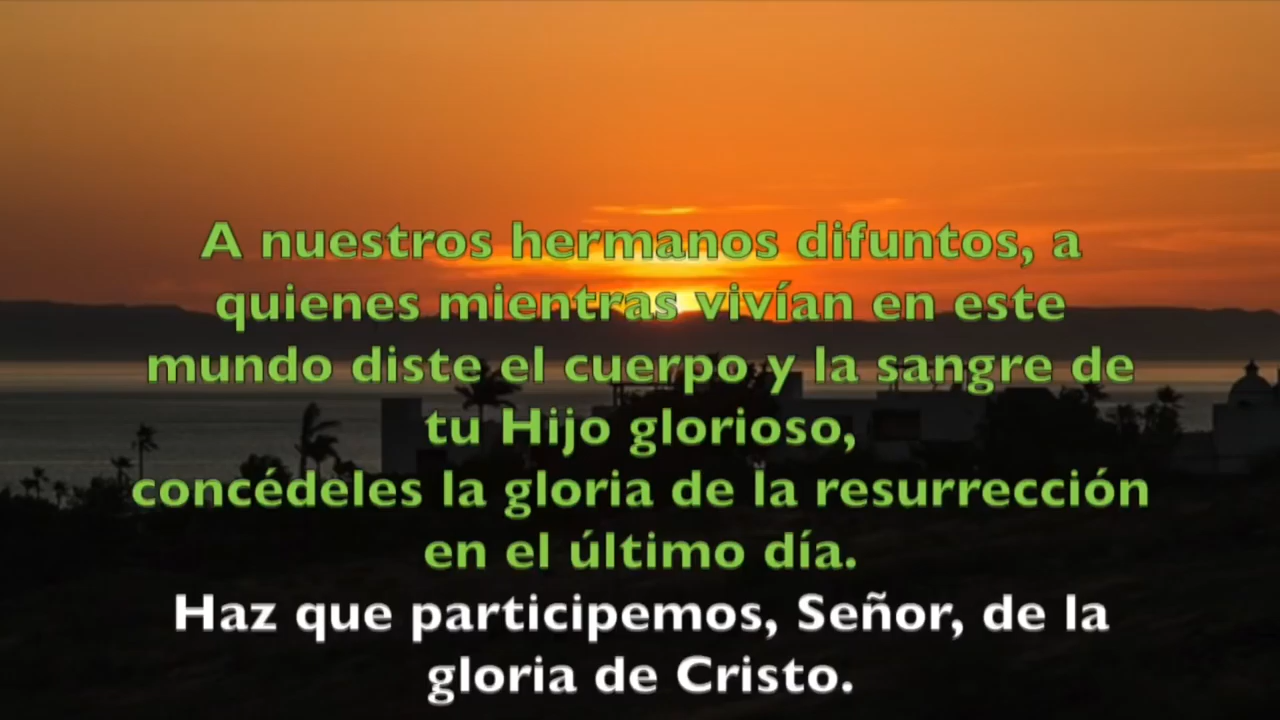 A nuestros hermanos difuntos, a
quienes mientras vivían en este
mundo diste el cuerpo y la sangre de
tu Hijo glorioso,
concédeles la gloria de la resurrección
en el último día.
Haz que participemos, Señor, de la
gloria de Cristo.